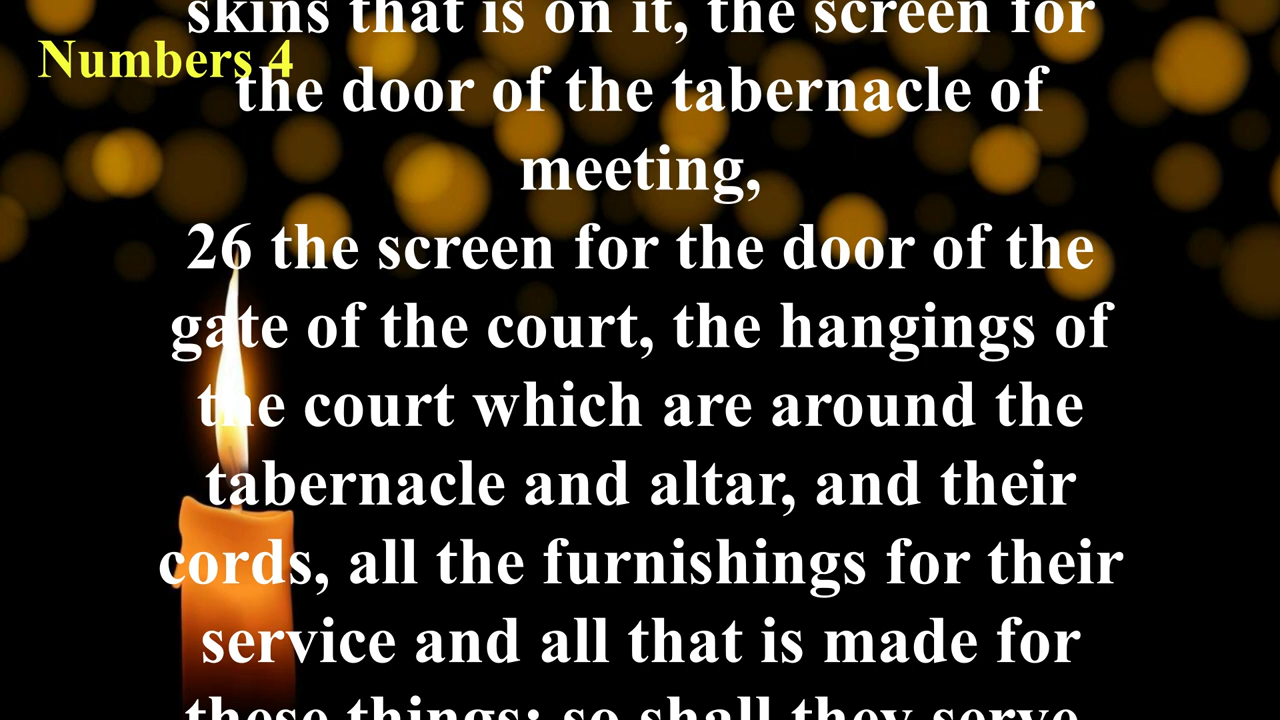 skins that is on it, the screen for
Numbers 4
the door of the tabernacle of
meeting,
26 the screen for the door of the
gate of the court, the hangings of
the court which are around the
tabernacle and altar, and their
cords, all the furnishings for their
service and all that is made for
these things: so shall they serve